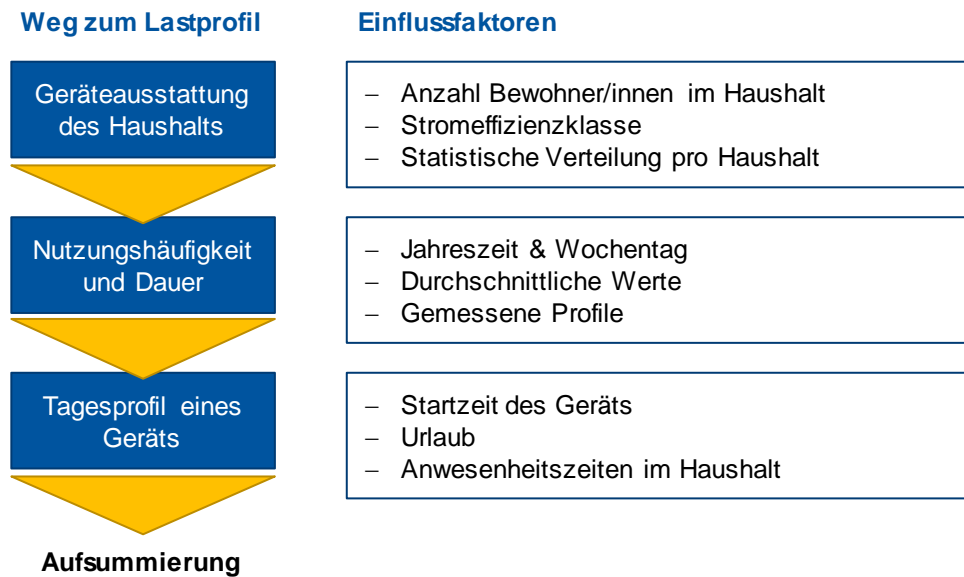 Weg zum Lastprofil
Einflussfaktoren
Geräteausstattung
des Haushalts
– Anzahl Bewohner/innen im Haushalt
– Stromeffizienzklasse
– Statistische Verteilung pro Haushalt
Nutzungshäufigkeit
und Dauer
– Jahreszeit & Wochentag
– Durchschnittliche Werte
– Gemessene Profile
Tagesprofil eines
Geräts
– Startzeit des Geräts
– Urlaub
– Anwesenheitszeiten im Haushalt
Aufsummierung